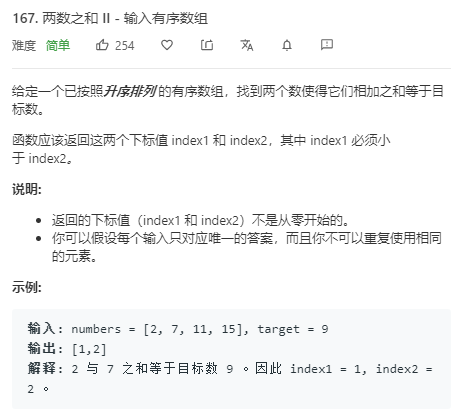 167. 两数之和 II - 输入有序数组
难度 简单 254
给定一个已按照升序排列 的有序数组，找到两个数使得它们相加之和等于目
标数。
函数应该返回这两个下标值 index1 和 index2，其中 index1 必须小
于 index2。
说明:
返回的下标值（index1 和 index2）不是从零开始的。
你可以假设每个输入只对应唯一的答案，而且你不可以重复使用相同
的元素。
示例:
输入: numbers = [2, 7, 11, 15], target = 9
输出: [1,2]
解释: 2 与 7 之和等于目标数 9 。因此 index1 = 1, index2 =
2 。